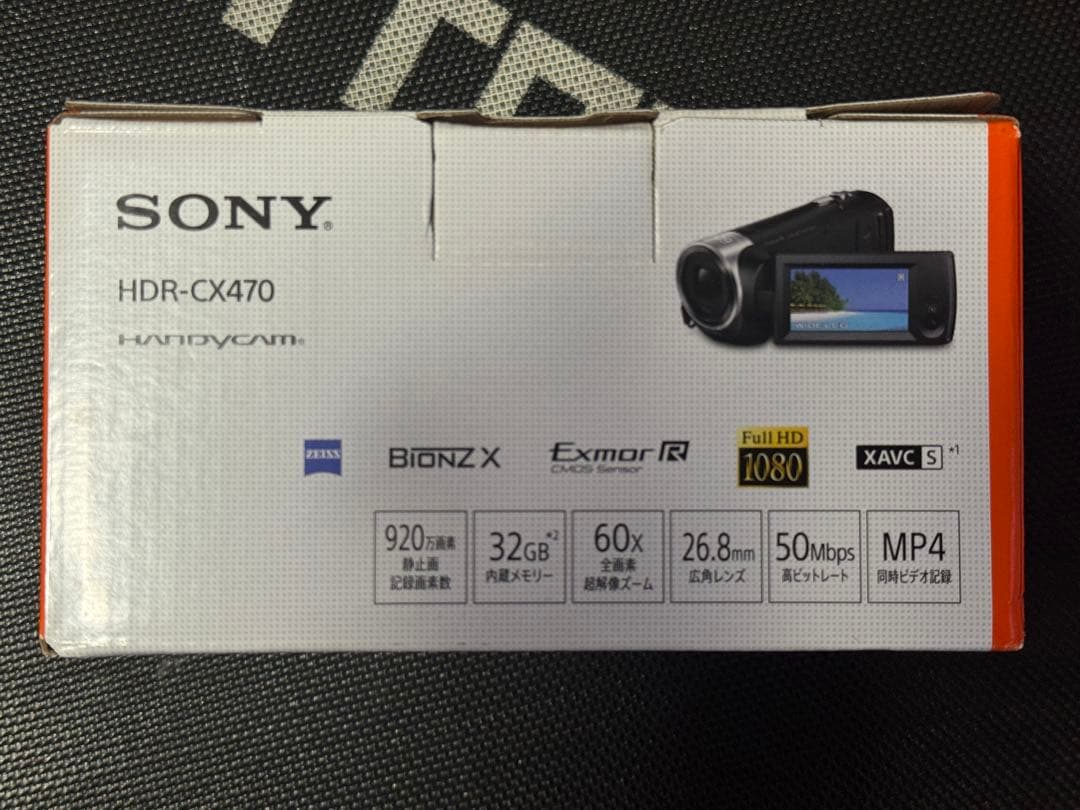 SONY®
HDR-CX470
HANDYCAM®
ZEISS
BIONZ X
Exmor R
CMOS Sensor
Full HD
1080
XAVC S *1
920万画素
静止画
記録画素数
32GB*2
内蔵メモリー
60x
全画素
超解像ズーム
26.8mm
広角レンズ
50Mbps
高ビットレート
MP4
同時ビデオ記録